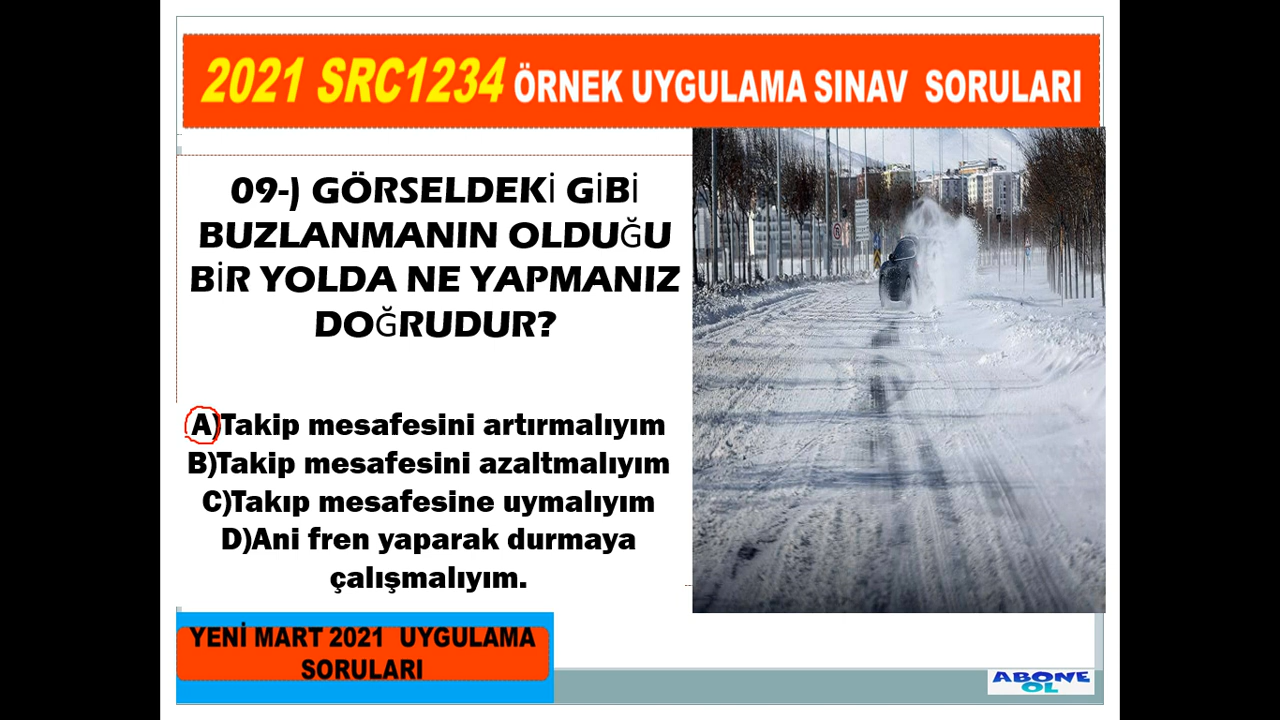 2021 SRC1234 ÖRNEK UYGULAMA SINAV SORULARI
09-) GÖRSELDEKİ GİBİ
BUZLANMANIN OLDUĞU
BİR YOLDA NE YAPMANIZ
DOĞRUDUR?
A)Takip mesafesini artırmalıyım
B)Takip mesafesini azaltmalıyım
C)Takıp mesafesine uymalıyım
D)Ani fren yaparak durmaya
çalışmalıyım.
YENİ MART 2021 UYGULAMA
SORULARI
ABONE
OL